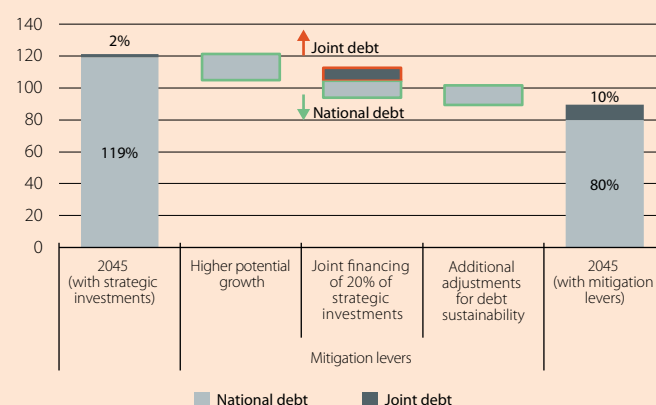 140
120
100
80
60
40
20
0
2%
119%
Joint debt
National debt
10%
80%
2045
(with strategic
investments)
Higher potential
growth
Joint financing
of 20% of
strategic
investments
Additional
adjustments
for debt
sustainability
2045
(with mitigation
levers)
Mitigation levers
National debt
Joint debt